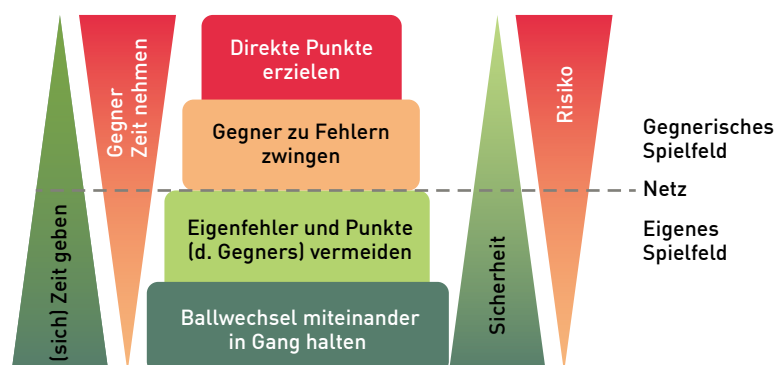 Direkte Punkte
erzielen
Gegner
Zeit nehmen
Risiko
Gegner zu Fehlern
zwingen
Gegnerisches
Spielfeld
Netz
(sich) Zeit geben
Eigenfehler und Punkte
(d. Gegners) vermeiden
Sicherheit
Eigenes
Spielfeld
Ballwechsel miteinander
in Gang halten